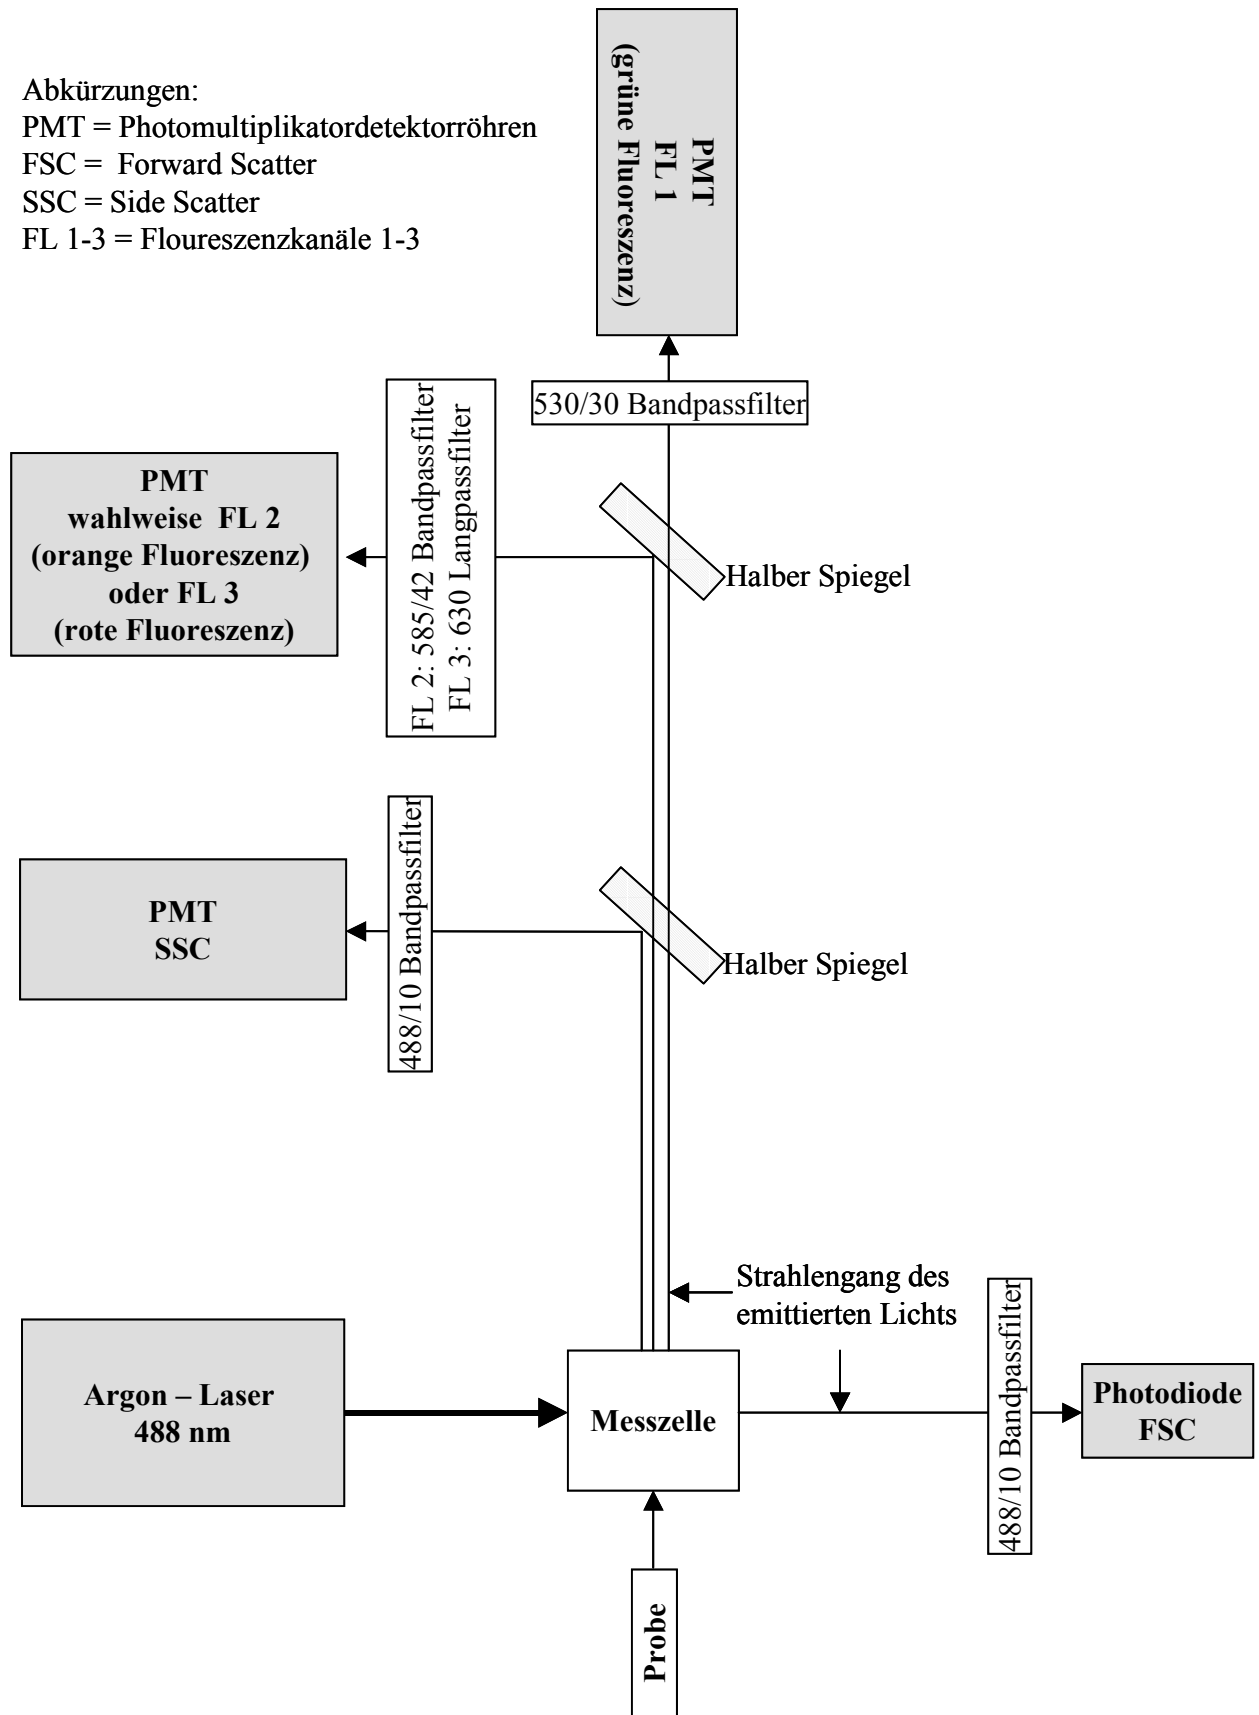 Abkürzungen:
PMT = Photomultiplikatordetektorröhren
FSC = Forward Scatter
SSC = Side Scatter
FL 1-3 = Floureszenzkanäle 1-3
PMT
FL 1
(grüne Fluoreszenz)
530/30 Bandpassfilter
FL 2: 585/42 Bandpassfilter
FL 3: 630 Langpassfilter
PMT
wahlweise FL 2
(orange Fluoreszenz)
oder FL 3
(rote Fluoreszenz)
Halber Spiegel
488/10 Bandpassfilter
PMT
SSC
Halber Spiegel
Strahlengang des
emittierten Lichts
488/10 Bandpassfilter
Argon – Laser
488 nm
Messzelle
Photodiode
FSC
Probe